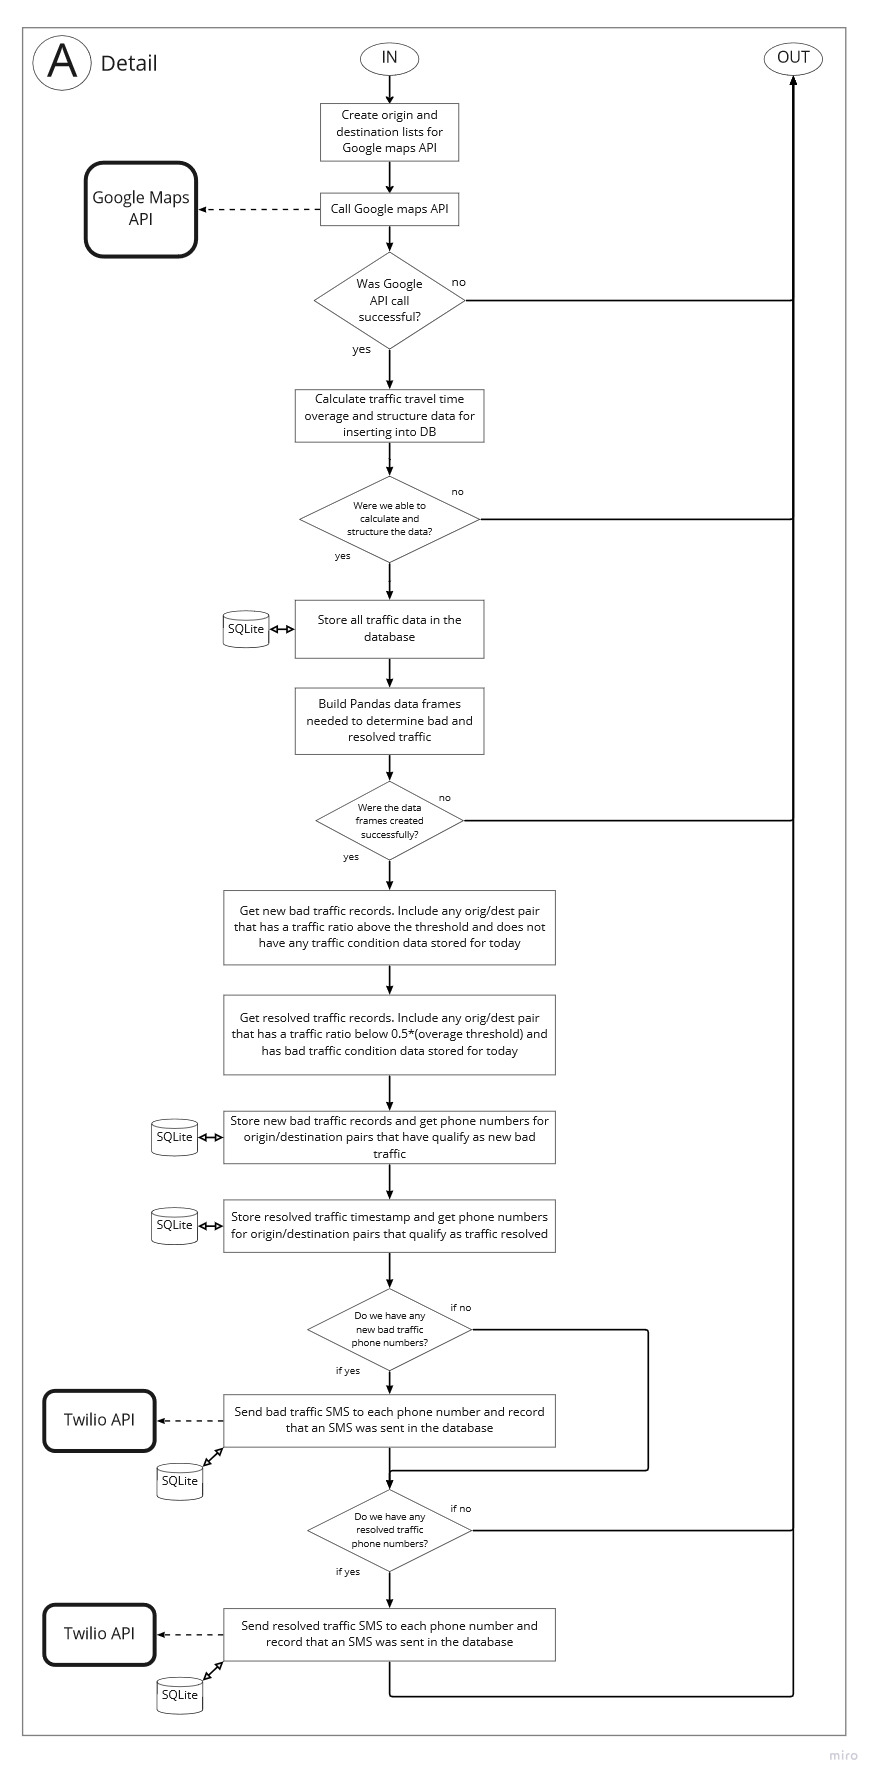 A Detail
IN
OUT
Create origin and
destination lists for
Google maps API
Google Maps
API
Call Google maps API
Was Google
API call
successful?
no
yes
Calculate traffic travel time
overage and structure data for
inserting into DB
Were we able to
calculate and
structure the data?
no
yes
SQLite
Store all traffic data in the
database
Build Pandas data frames
needed to determine bad and
resolved traffic
Were the data
frames created
successfully?
no
yes
Get new bad traffic records. Include any orig/dest pair
that has a traffic ratio above the threshold and does not
have any traffic condition data stored for today
Get resolved traffic records. Include any orig/dest pair
that has a traffic ratio below 0.5*(overage threshold) and
has bad traffic condition data stored for today
SQLite
Store new bad traffic records and get phone numbers for
origin/destination pairs that have qualify as new bad
traffic
SQLite
Store resolved traffic timestamp and get phone numbers
for origin/destination pairs that qualify as traffic resolved
Do we have any
new bad traffic
phone numbers?
if no
if yes
Twilio API
Send bad traffic SMS to each phone number and record
that an SMS was sent in the database
SQLite
Do we have any
resolved traffic
phone numbers?
if no
if yes
Twilio API
Send resolved traffic SMS to each phone number and
record that an SMS was sent in the database
SQLite
miro